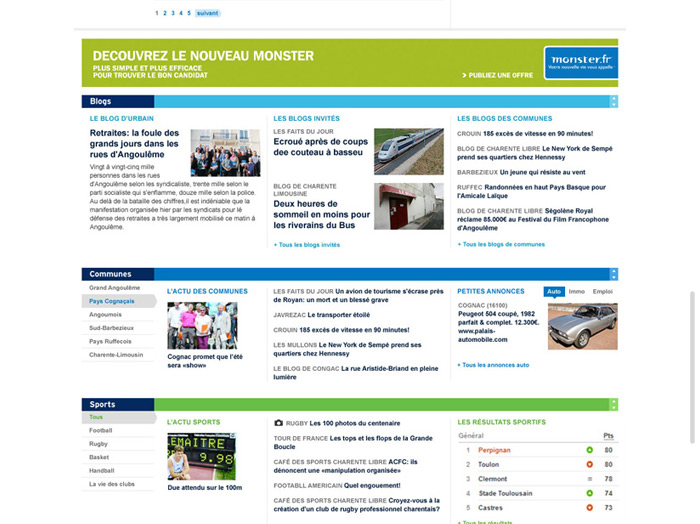 1 2 3 4 5 suivant
DECOUVREZ LE NOUVEAU MONSTER
PLUS SIMPLE ET PLUS EFFICACE
POUR TROUVER LE BON CANDIDAT
> PUBLIEZ UNE OFFRE
monster.fr
Votre nouvelle vie vous appelle
Blogs
LE BLOG D'URBAIN
Retraites: la foule des
grands jours dans les
rues d'Angoulême
Vingt à vingt-cinq mille
personnes dans les rues
d'Angoulême selon les syndicaliste, trente mille selon le
parti socialiste qui s'enflamme, douze mille selon la police.
Au delà de la bataille des chiffres,il est indéniable que la
manifestation organisée hier par les syndicats pour lé
défense des retraites a très largement mobilisé ce matin à
Angoulême.
LES BLOGS INVITÉS
LES FAITS DU JOUR
Ecroué après de coups
dee couteau à basseu
BLOG DE CHARENTE
LIMOUSINE
Deux heures de
sommeil en moins pour
les riverains du Bus
+ Tous les blogs invités
LES BLOGS DES COMMUNES
CROUIN 185 excés de vitesse en 90 minutes!
BLOG DE CHARENTE LIBRE Le New York de Sempé
prend ses quartiers chez Hennessy
BARBEZIEUX Un jeune qui résiste au vent
RUFFEC Randonnées en haut Pays Basque pour
l'Amicale Laïque
BLOG DE CHARENTE LIBRE Ségolène Royal
réclame 85.000€ au Festival du Film Francophone
d'Angoulême
+ Tous les blogs de communes
Communes
Grand Angoulême
Pays Cognaçais
Angoumois
Sud-Barbezieux
Pays Ruffecois
Charente-Limousin
L'ACTU DES COMMUNES
Cognac promet que l'été
sera «show»
LES FAITS DU JOUR Un avion de tourisme s'écrase près
de Royan: un mort et un blessé grave
JAVREZAC Le transporter étoilé
CROUIN 185 excés de vitesse en 90 minutes!
LES MULLONS Le New York de Sempé prend ses
quartiers chez Hennessy
LE BLOG DE CONGAC La rue Aristide-Briand en pleine
lumière
PETITES ANNONCES
Auto Immo Emploi
COGNAC (16100)
Peugeot 504 coupé, 1982
parfait & complet. 12.300€.
www.palais-
automobile.com
+ Tous les annonces auto
Sports
Tous
Football
Rugby
Basket
Handball
La vie des clubs
L'ACTU SPORTS
LEMAITRE
9.98
Due attendu sur le 100m
RUGBY Les 100 photos du centenaire
TOUR DE FRANCE Les tops et les flops de la Grande
Boucle
CAFÉ DES SPORTS CHARENTE LIBRE ACFC: ils
dénoncent une «manipulation organisée»
FOOTABLL AMERICAIN Quel engouement!
CAFÉ DES SPORTS CHARENTE LIBRE Croyez-vous à la
création d'un club de rugby professionnel charentais?
LES RÉSULTATS SPORTIFS
Général Pts
1 Perpignan 80
2 Toulon 80
3 Clermont = 78
4 Stade Toulousain 74
5 Castres 73
+ Tous les résultats